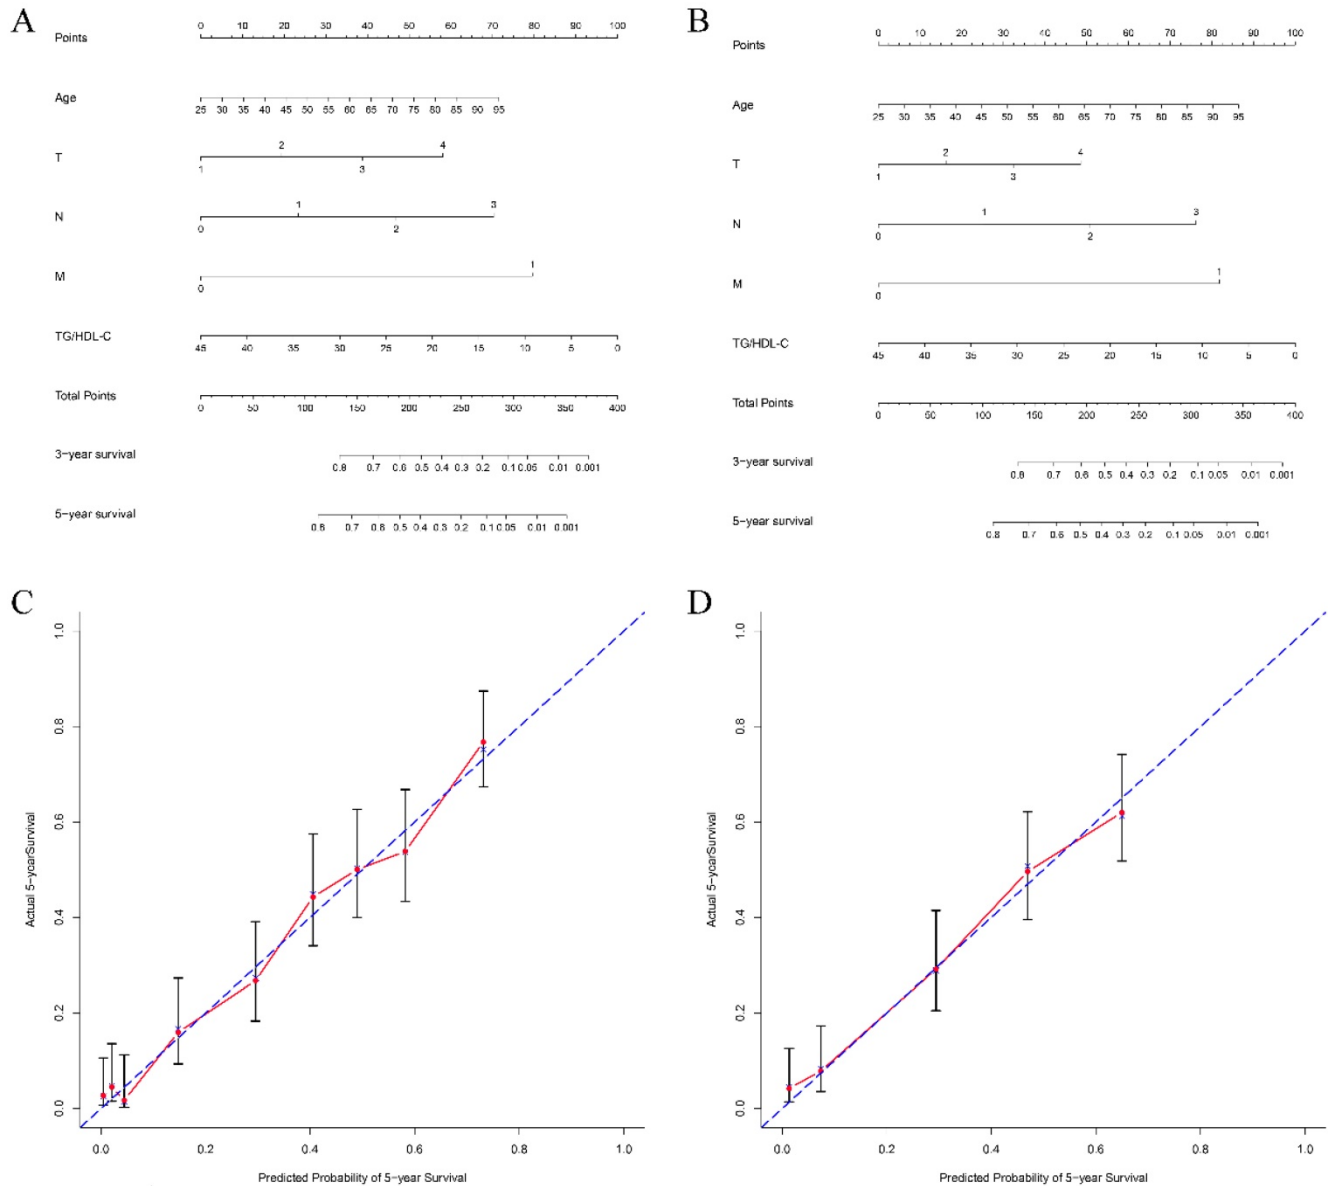 A
Points
0 10 20 30 40 50 60 70 80 90 100
Age
25 30 35 40 45 50 55 60 65 70 75 80 85 90 95
T
2 4
1 3
N
1 3
0 2
M
1
0
TG/HDL-C
45 40 35 30 25 20 15 10 5 0
Total Points
0 50 100 150 200 250 300 350 400
3-year survival
0.8 0.7 0.6 0.5 0.4 0.3 0.2 0.1 0.05 0.01 0.001
5-year survival
0.8 0.7 0.6 0.5 0.4 0.3 0.2 0.1 0.05 0.01 0.001
B
Points
0 10 20 30 40 50 60 70 80 90 100
Age
25 30 35 40 45 50 55 60 65 70 75 80 85 90 95
T
2 4
1 3
N
1 3
0 2
M
1
0
TG/HDL-C
45 40 35 30 25 20 15 10 5 0
Total Points
0 50 100 150 200 250 300 350 400
3-year survival
0.8 0.7 0.6 0.5 0.4 0.3 0.2 0.1 0.05 0.01 0.001
5-year survival
0.8 0.7 0.6 0.5 0.4 0.3 0.2 0.1 0.05 0.01 0.001
C
Actual 5-yearSurvival
1.0
0.8
0.6
0.4
0.2
0.0
0.0 0.2 0.4 0.6 0.8 1.0
Predicted Probability of 5-year Survival
D
Actual 5-yearSurvival
1.0
0.8
0.6
0.4
0.2
0.0
0.0 0.2 0.4 0.6 0.8 1.0
Predicted Probability of 5-year Survival